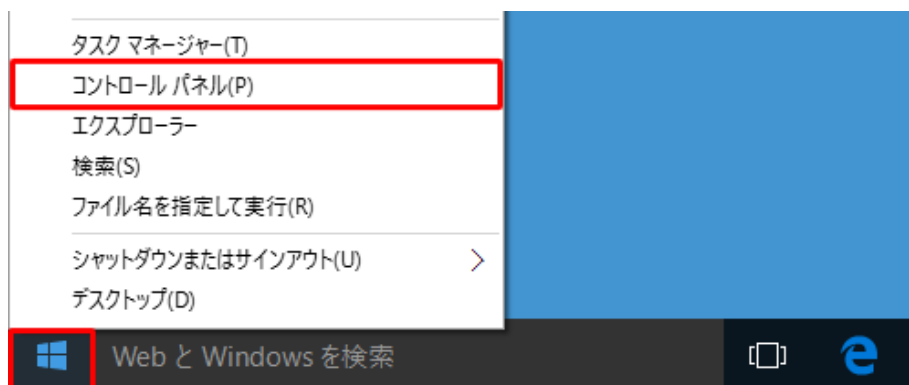 タスク マネージャー(T)
コントロール パネル(P)
エクスプローラー
検索(S)
ファイル名を指定して実行(R)
シャットダウンまたはサインアウト(U)
デスクトップ(D)
Web と Windows を検索